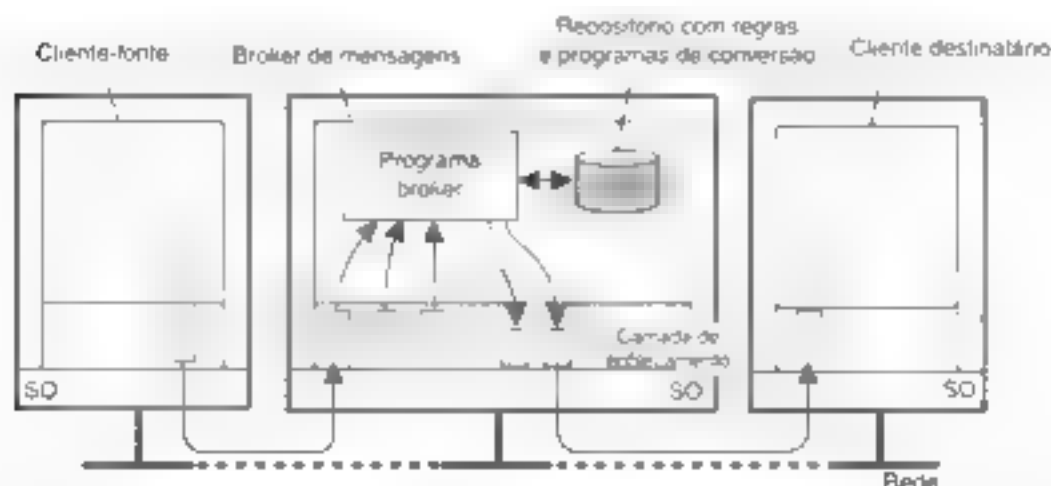 Cliente-fonte
Broker de mensagens
Repositório com regras
e programas de conversão
Cliente destinatário
Programa
broker
Camada de
enfileiramento
SO
SO
SO
Rede